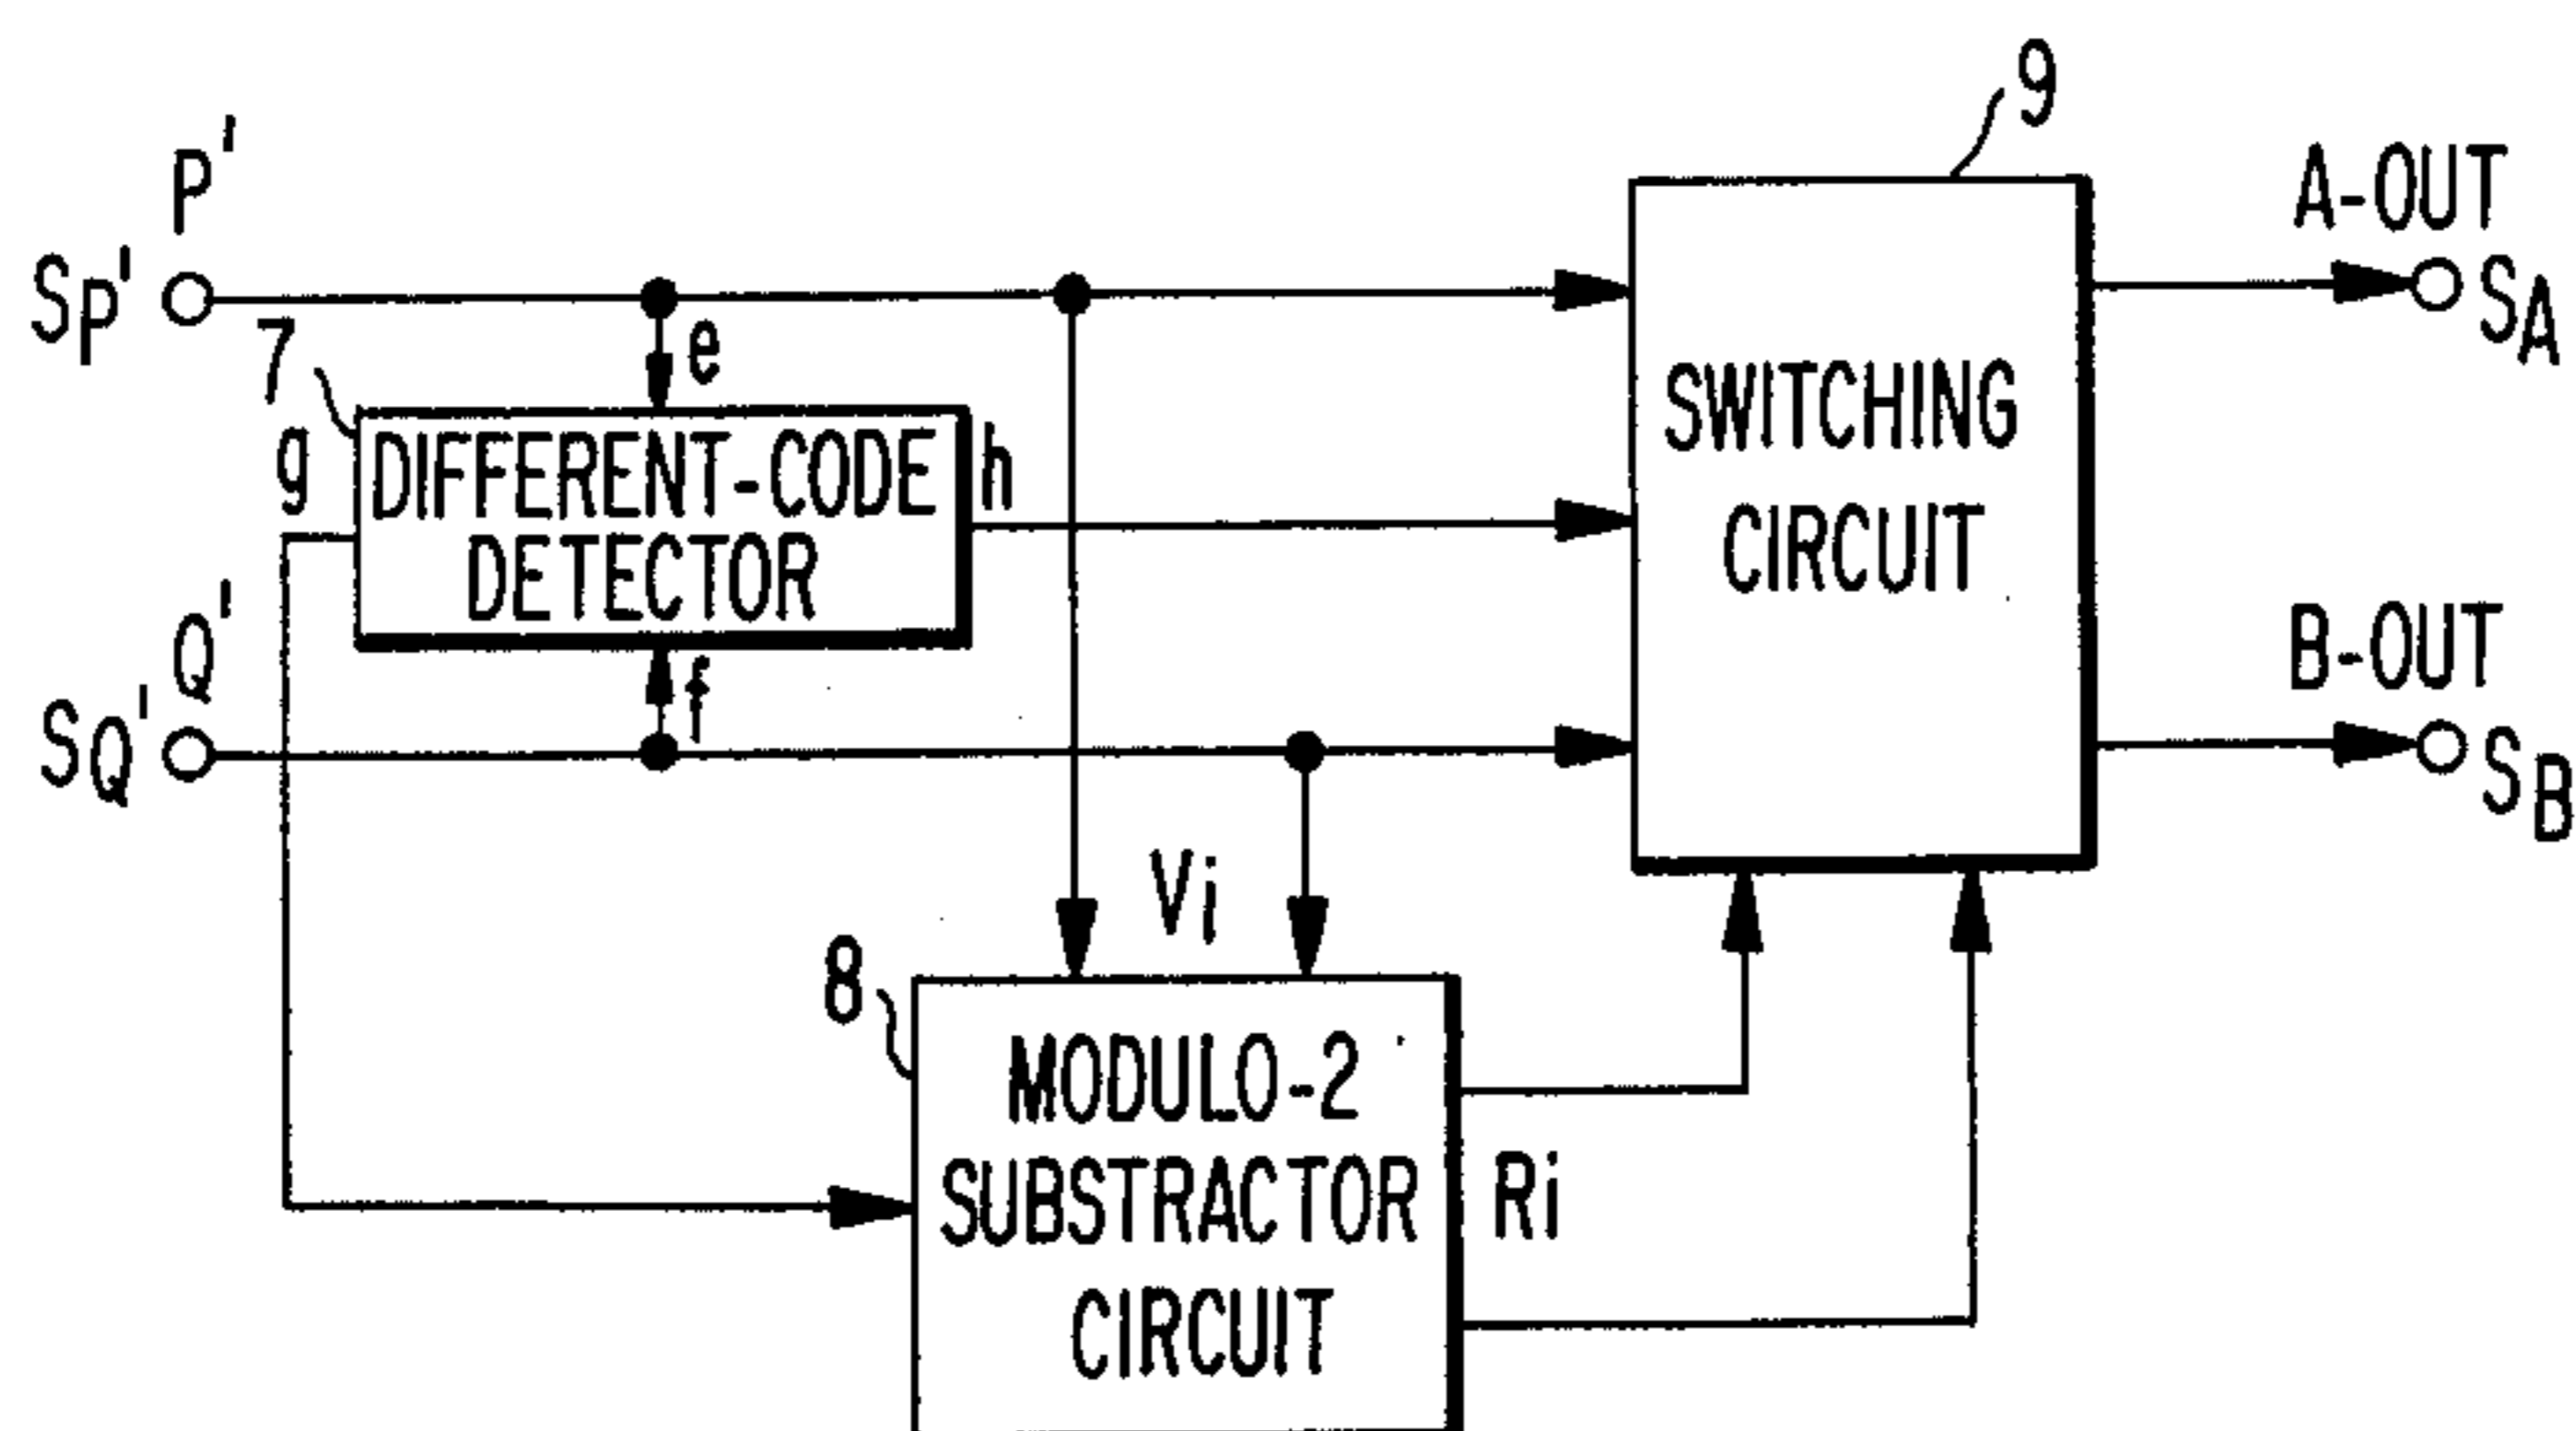 9
P'
A-OUT
SP'
SA
7
e
g
DIFFERENT-CODE
DETECTOR
h
SWITCHING
CIRCUIT
Q'
f
SQ'
B-OUT
SB
Vi
8
MODULO-2
SUBSTRACTOR
CIRCUIT
Ri